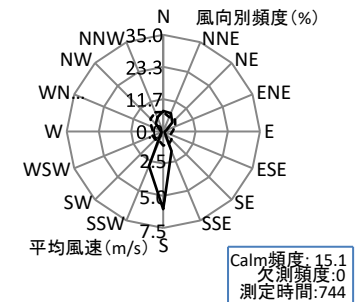 N 風向別頻度(%)
35.0
NNW NNE
NW 23.3 NE
WN... 11.7 ENE
W 0.0 E
WSW 2.5 ESE
SW 5.0 SE
SSW SSE
7.5
平均風速(m/s) S
Calm頻度: 15.1
欠測頻度:0
測定時間:744